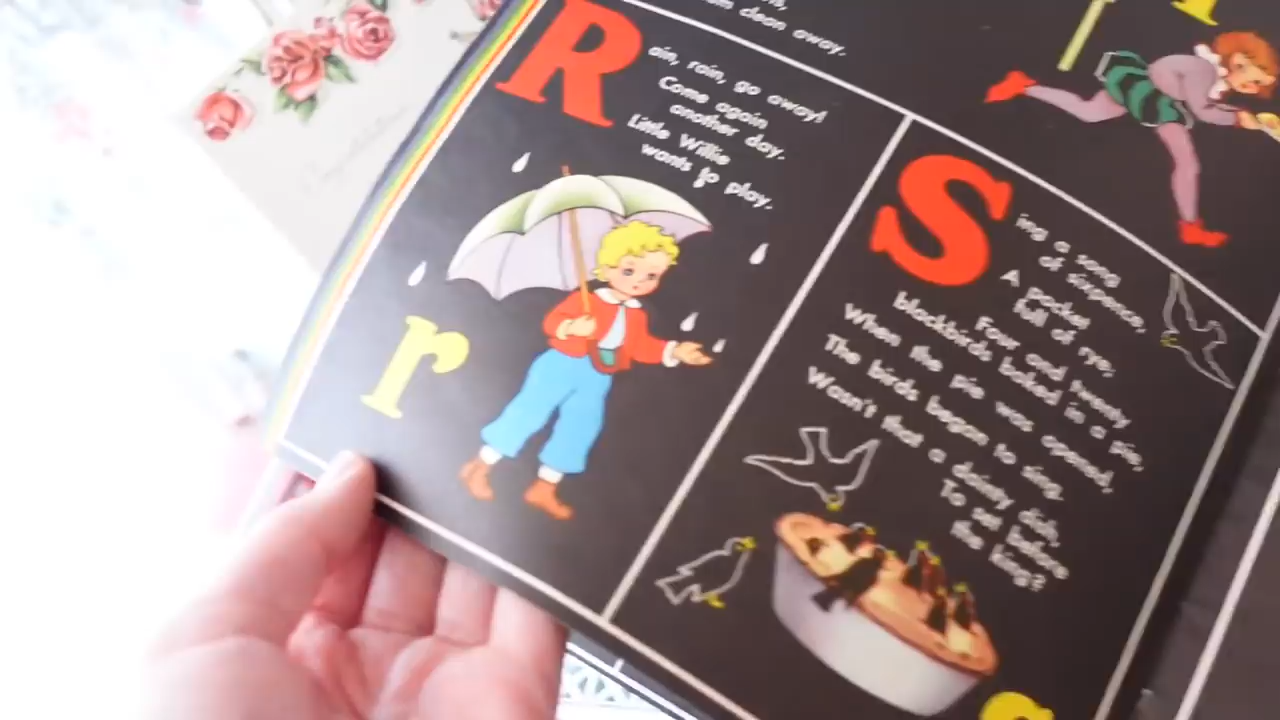 clean away.
Rain, rain, go away!
Come again
another day.
Little Willie
wants to play.
r
Sing a song
of sixpence,
A pocket
full of rye;
Four and twenty
blackbirds baked in a pie,
When the pie was opened,
The birds began to sing.
Wasn't that a dainty dish,
To set before
the king?